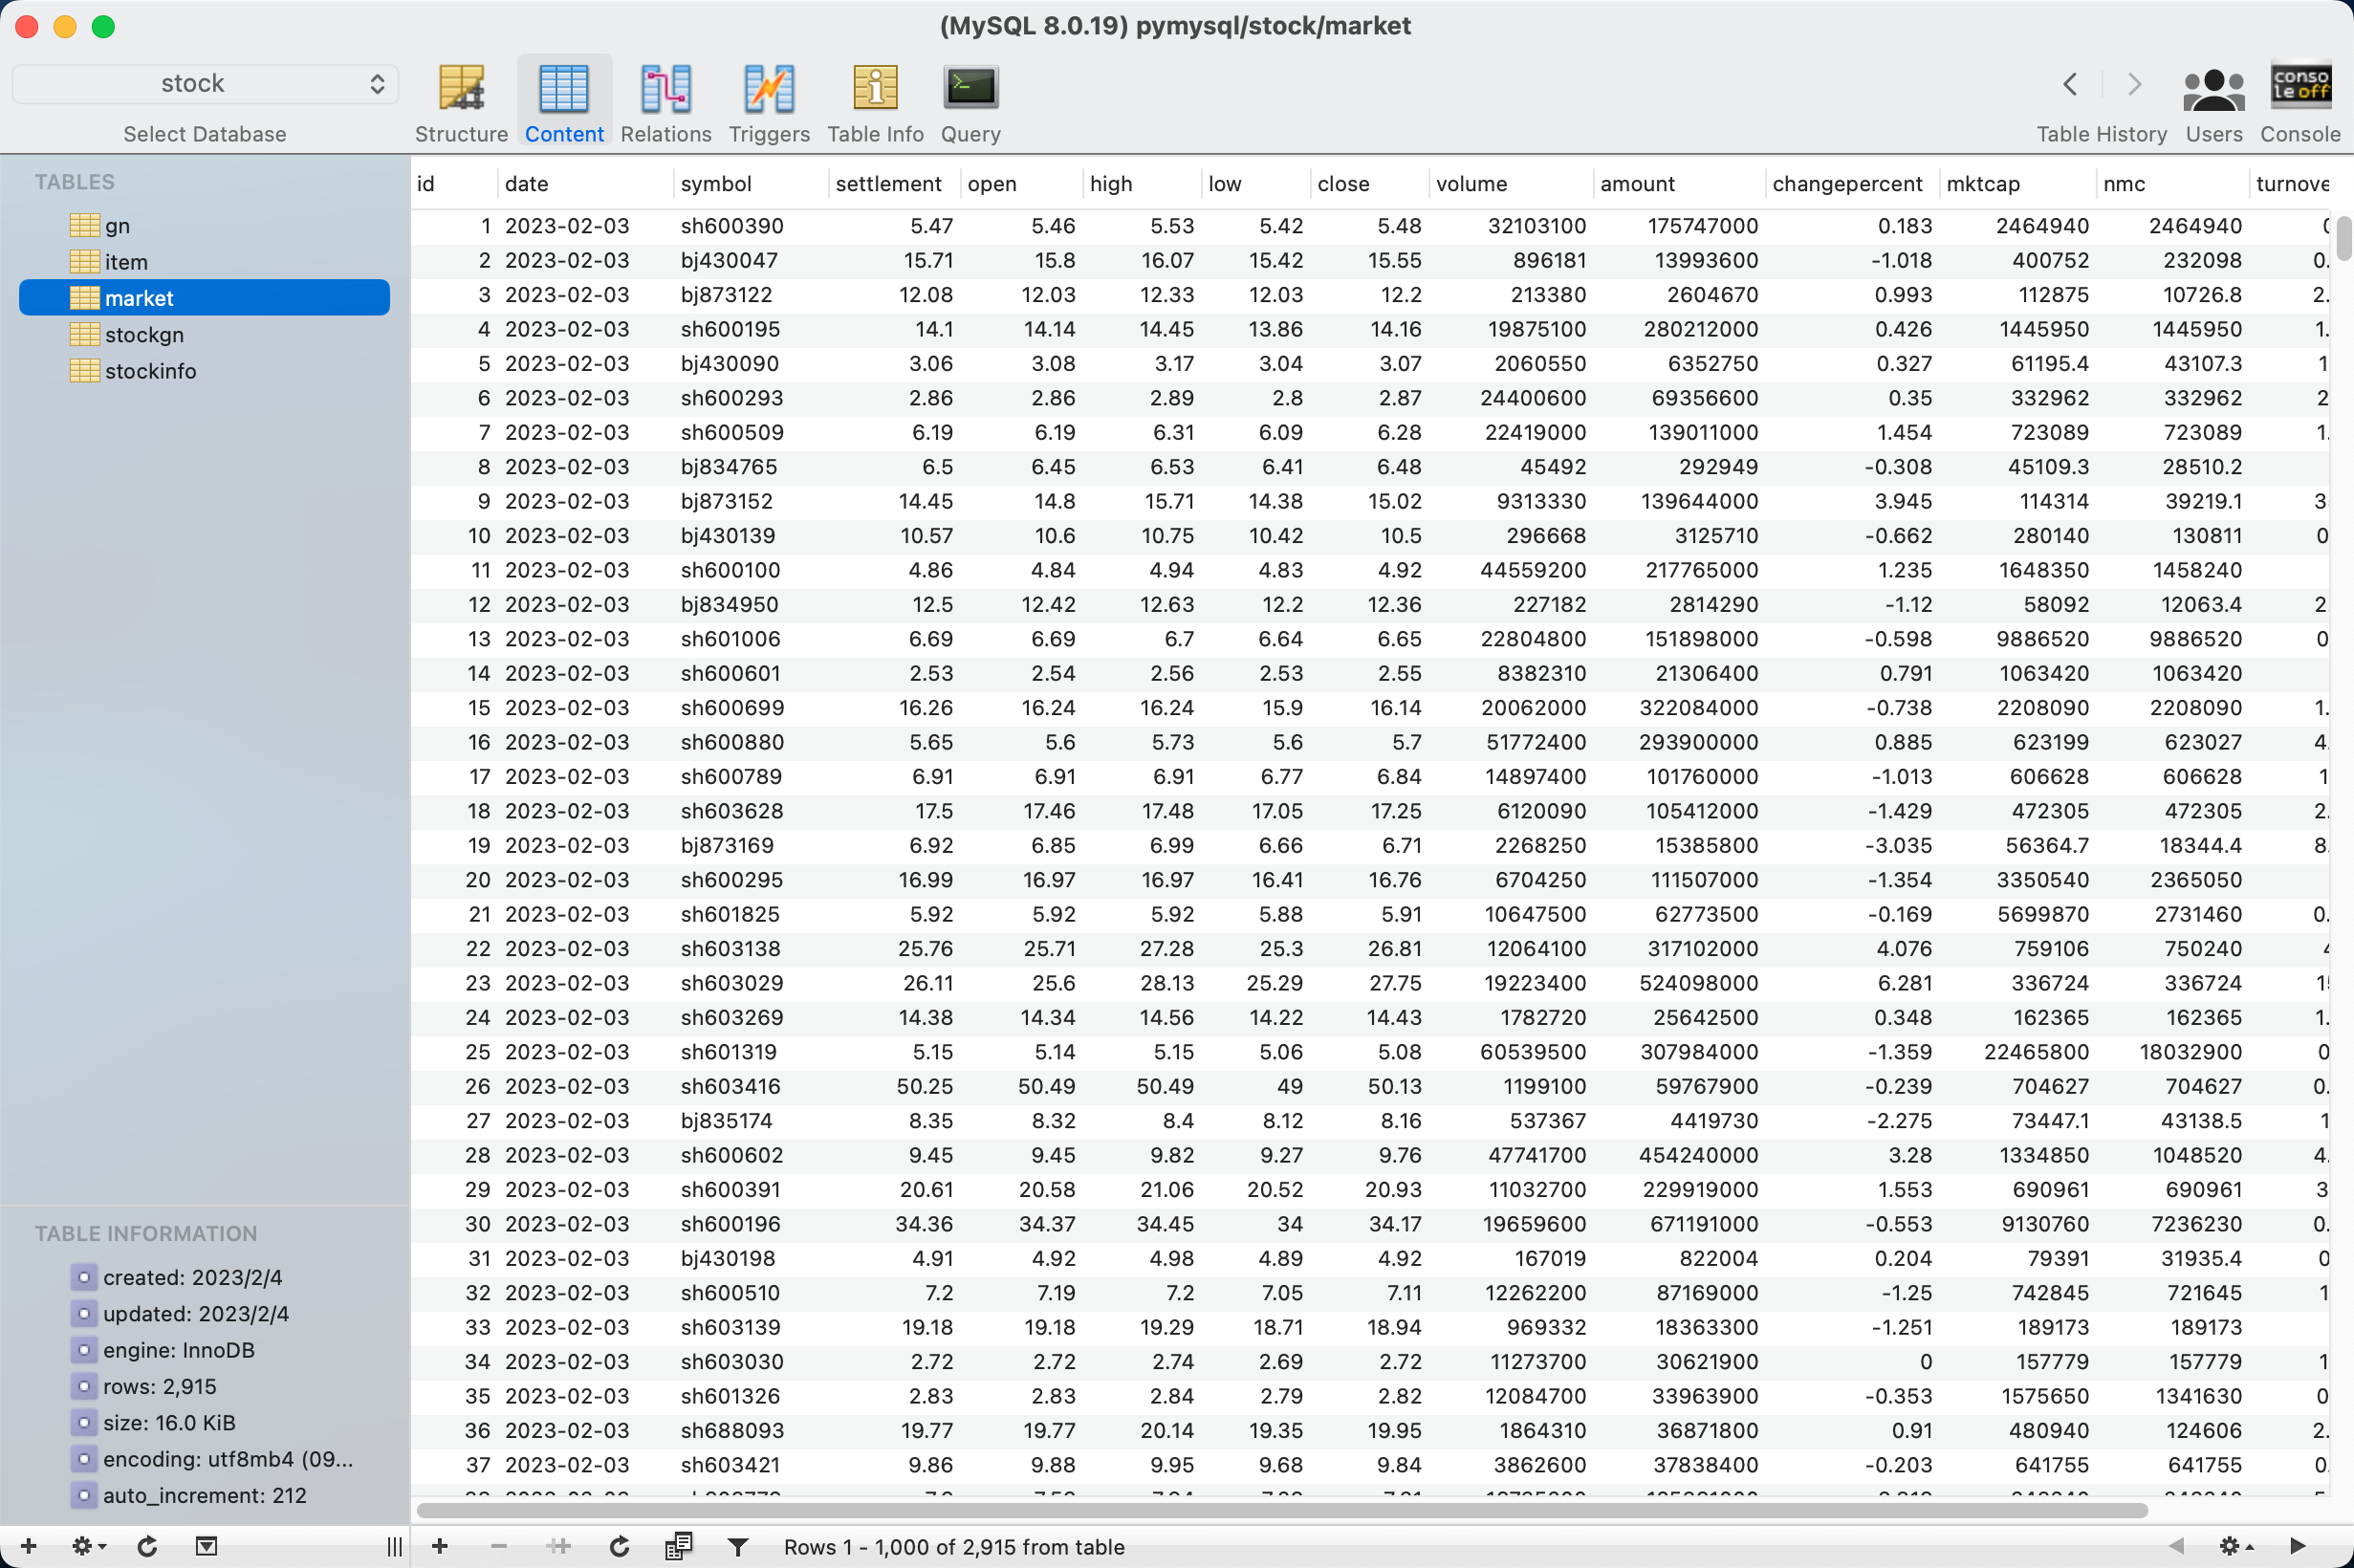 (MySQL 8.0.19) pymysql/stock/market
stock
Select Database
Structure Content Relations Triggers Table Info Query
Table History Users Console
conso
le off
TABLES
gn
item
market
stockgn
stockinfo
id date symbol settlement open high low close volume amount changepercent mktcap nmc turnove
1 2023-02-03 sh600390 5.47 5.46 5.53 5.42 5.48 32103100 175747000 0.183 2464940 2464940
2 2023-02-03 bj430047 15.71 15.8 16.07 15.42 15.55 896181 13993600 -1.018 400752 232098 0.
3 2023-02-03 bj873122 12.08 12.03 12.33 12.03 12.2 213380 2604670 0.993 112875 10726.8 2.
4 2023-02-03 sh600195 14.1 14.14 14.45 13.86 14.16 19875100 280212000 0.426 1445950 1445950 1.
5 2023-02-03 bj430090 3.06 3.08 3.17 3.04 3.07 2060550 6352750 0.327 61195.4 43107.3 1
6 2023-02-03 sh600293 2.86 2.86 2.89 2.8 2.87 24400600 69356600 0.35 332962 332962 2
7 2023-02-03 sh600509 6.19 6.19 6.31 6.09 6.28 22419000 139011000 1.454 723089 723089 1.
8 2023-02-03 bj834765 6.5 6.45 6.53 6.41 6.48 45492 292949 -0.308 45109.3 28510.2
9 2023-02-03 bj873152 14.45 14.8 15.71 14.38 15.02 9313330 139644000 3.945 114314 39219.1 3
10 2023-02-03 bj430139 10.57 10.6 10.75 10.42 10.5 296668 3125710 -0.662 280140 130811 0
11 2023-02-03 sh600100 4.86 4.84 4.94 4.83 4.92 44559200 217765000 1.235 1648350 1458240
12 2023-02-03 bj834950 12.5 12.42 12.63 12.2 12.36 227182 2814290 -1.12 58092 12063.4 2
13 2023-02-03 sh601006 6.69 6.69 6.7 6.64 6.65 22804800 151898000 -0.598 9886520 9886520 0
14 2023-02-03 sh600601 2.53 2.54 2.56 2.53 2.55 8382310 21306400 0.791 1063420 1063420
15 2023-02-03 sh600699 16.26 16.24 16.24 15.9 16.14 20062000 322084000 -0.738 2208090 2208090 1.
16 2023-02-03 sh600880 5.65 5.6 5.73 5.6 5.7 51772400 293900000 0.885 623199 623027 4.
17 2023-02-03 sh600789 6.91 6.91 6.91 6.77 6.84 14897400 101760000 -1.013 606628 606628 1
18 2023-02-03 sh603628 17.5 17.46 17.48 17.05 17.25 6120090 105412000 -1.429 472305 472305 2.
19 2023-02-03 bj873169 6.92 6.85 6.99 6.66 6.71 2268250 15385800 -3.035 56364.7 18344.4 8.
20 2023-02-03 sh600295 16.99 16.97 16.97 16.41 16.76 6704250 111507000 -1.354 3350540 2365050
21 2023-02-03 sh601825 5.92 5.92 5.92 5.88 5.91 10647500 62773500 -0.169 5699870 2731460 0.
22 2023-02-03 sh603138 25.76 25.71 27.28 25.3 26.81 12064100 317102000 4.076 759106 750240
23 2023-02-03 sh603029 26.11 25.6 28.13 25.29 27.75 19223400 524098000 6.281 336724 336724 1
24 2023-02-03 sh603269 14.38 14.34 14.56 14.22 14.43 1782720 25642500 0.348 162365 162365 1.
25 2023-02-03 sh601319 5.15 5.14 5.15 5.06 5.08 60539500 307984000 -1.359 22465800 18032900 0
26 2023-02-03 sh603416 50.25 50.49 50.49 49 50.13 1199100 59767900 -0.239 704627 704627 0.
27 2023-02-03 bj835174 8.35 8.32 8.4 8.12 8.16 537367 4419730 -2.275 73447.1 43138.5 1
28 2023-02-03 sh600602 9.45 9.45 9.82 9.27 9.76 47741700 454240000 3.28 1334850 1048520 4.
29 2023-02-03 sh600391 20.61 20.58 21.06 20.52 20.93 11032700 229919000 1.553 690961 690961 3
30 2023-02-03 sh600196 34.36 34.37 34.45 34 34.17 19659600 671191000 -0.553 9130760 7236230 0.
31 2023-02-03 bj430198 4.91 4.92 4.98 4.89 4.92 167019 822004 0.204 79391 31935.4 0
32 2023-02-03 sh600510 7.2 7.19 7.2 7.05 7.11 12262200 87169000 -1.25 742845 721645 1
33 2023-02-03 sh603139 19.18 19.18 19.29 18.71 18.94 969332 18363300 -1.251 189173 189173
34 2023-02-03 sh603030 2.72 2.72 2.74 2.69 2.72 11273700 30621900 0 157779 157779 1
35 2023-02-03 sh601326 2.83 2.83 2.84 2.79 2.82 12084700 33963900 -0.353 1575650 1341630 0
36 2023-02-03 sh688093 19.77 19.77 20.14 19.35 19.95 1864310 36871800 0.91 480940 124606 2.
37 2023-02-03 sh603421 9.86 9.88 9.95 9.68 9.84 3862600 37838400 -0.203 641755 641755 0.
TABLE INFORMATION
created: 2023/2/4
updated: 2023/2/4
engine: InnoDB
rows: 2,915
size: 16.0 KiB
encoding: utf8mb4 (09...
auto_increment: 212
Rows 1 - 1,000 of 2,915 from table